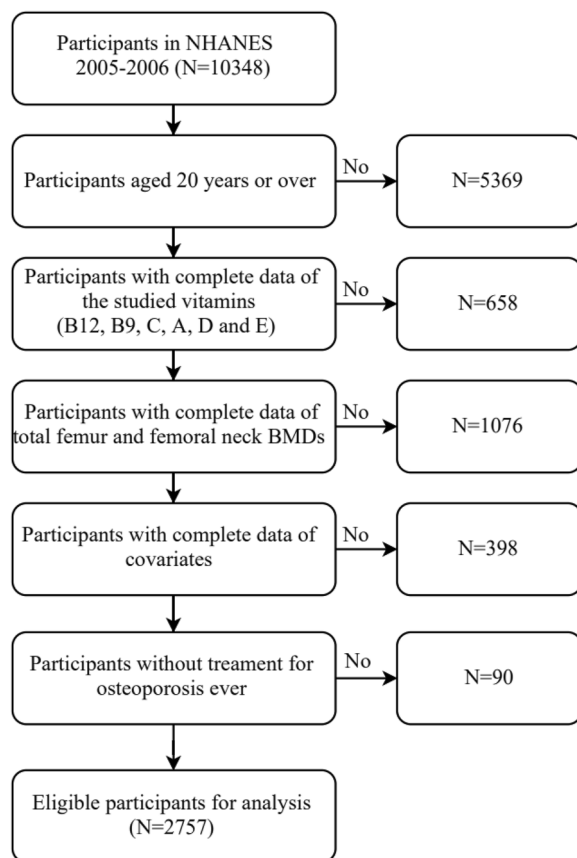 Participants in NHANES
2005-2006 (N=10348)
Participants aged 20 years or over
No
N=5369
Participants with complete data of
the studied vitamins
(B12, B9, C, A, D and E)
No
N=658
Participants with complete data of
total femur and femoral neck BMDs
No
N=1076
Participants with complete data of
covariates
No
N=398
Participants without treament for
osteoporosis ever
No
N=90
Eligible participants for analysis
(N=2757)